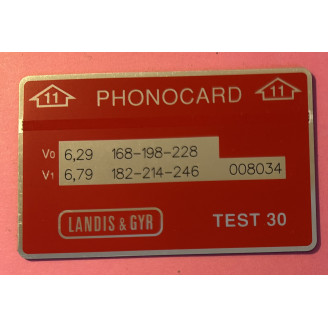 11 PHONOCARD 11
V0 6,29 168-198-228
V1 6,79 182-214-246 008034
LANDIS & GYR TEST 30